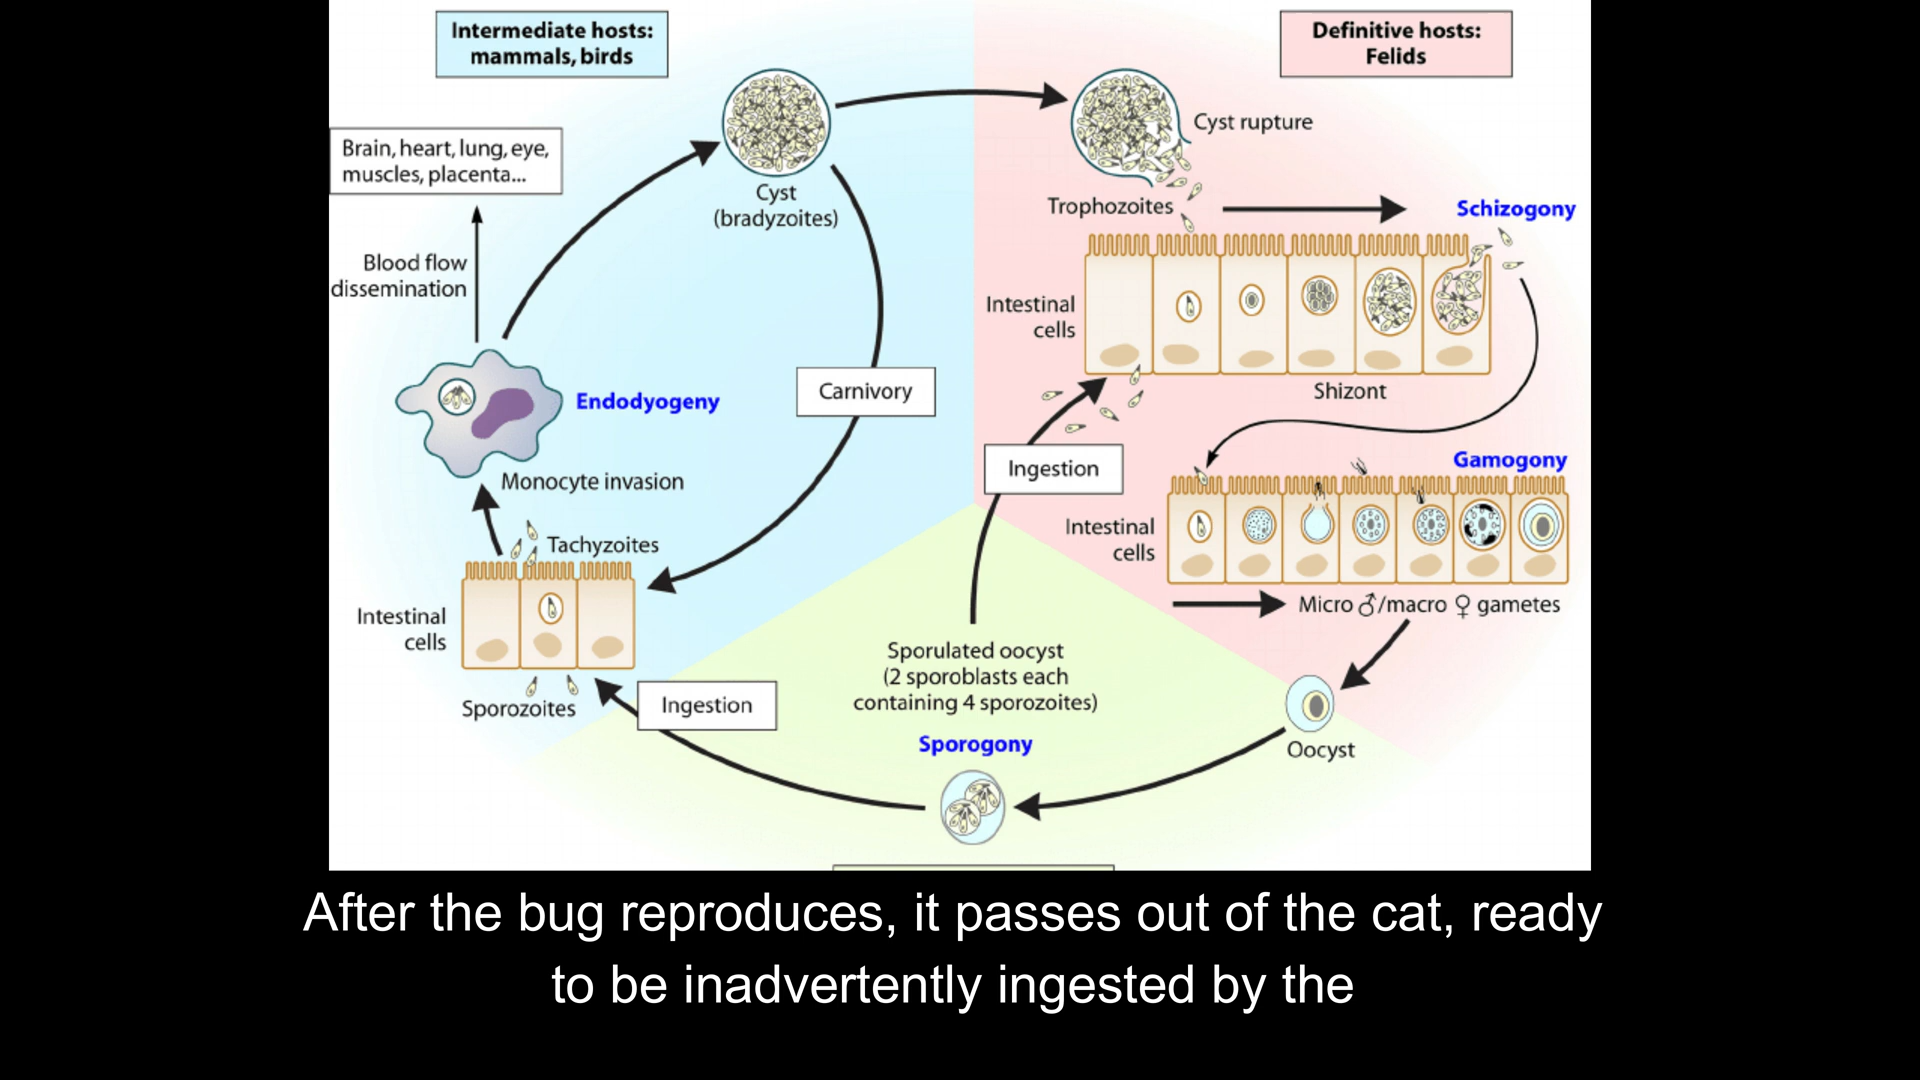 Intermediate hosts:
mammals, birds
Definitive hosts:
Felids
Brain, heart, lung, eye,
muscles, placenta...
Cyst
(bradyzoites)
Cyst rupture
Trophozoites
Schizogony
Blood flow
dissemination
Intestinal
cells
Shizont
Endodyogeny
Carnivory
Monocyte invasion
Ingestion
Gamogony
Intestinal
cells
Tachyzoites
Micro ♂/macro ♀ gametes
Intestinal
cells
Sporozoites
Ingestion
Sporulated oocyst
(2 sporoblasts each
containing 4 sporozoites)
Sporogony
Oocyst
After the bug reproduces, it passes out of the cat, ready
to be inadvertently ingested by the